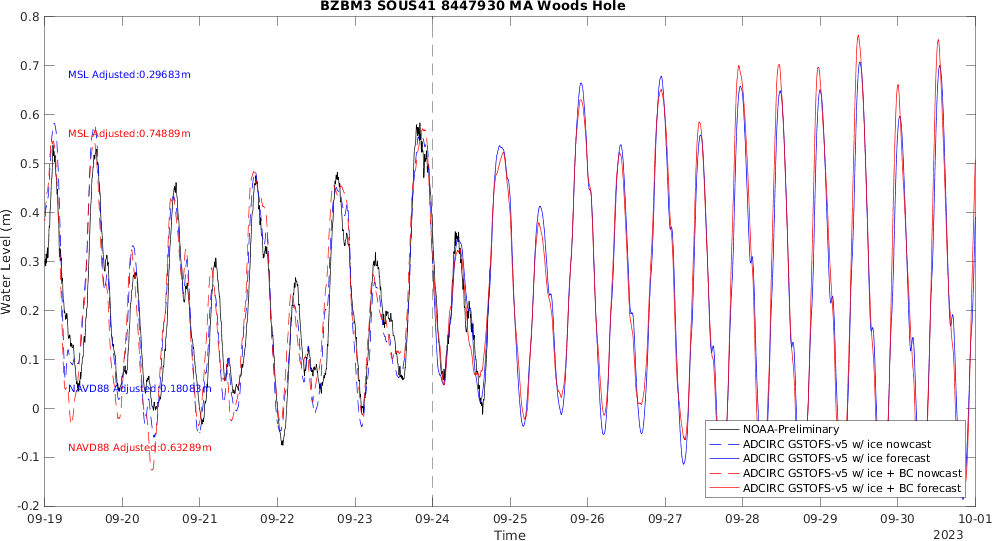 BZBM3 SOUS41 8447930 MA Woods Hole
0.8
0.7
0.6
0.5
0.4
0.3
0.2
0.1
0
-0.1
-0.2
Water Level (m)
MSL Adjusted:0.29683m
MSL Adjusted:0.74889m
NAVD88 Adjusted:0.18083m
NAVD88 Adjusted:0.63289m
NOAA-Preliminary
ADCIRC GSTOFS-v5 w/ ice nowcast
ADCIRC GSTOFS-v5 w/ ice forecast
ADCIRC GSTOFS-v5 w/ ice + BC nowcast
ADCIRC GSTOFS-v5 w/ ice + BC forecast
09-19 09-20 09-21 09-22 09-23 09-24 09-25 09-26 09-27 09-28 09-29 09-30 10-01
Time
2023